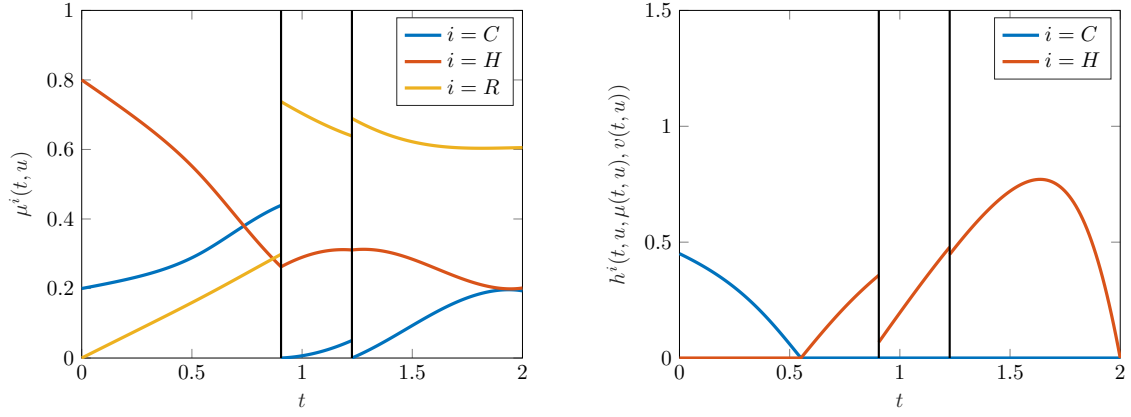 1
0.8
0.6
0.4
0.2
0
0
0.5
1
1.5
2
t
μ^i(t, u)
i = C
i = H
i = R
1.5
1
0.5
0
0
0.5
1
1.5
2
t
h^i(t, u, μ(t, u), v(t, u))
i = C
i = H